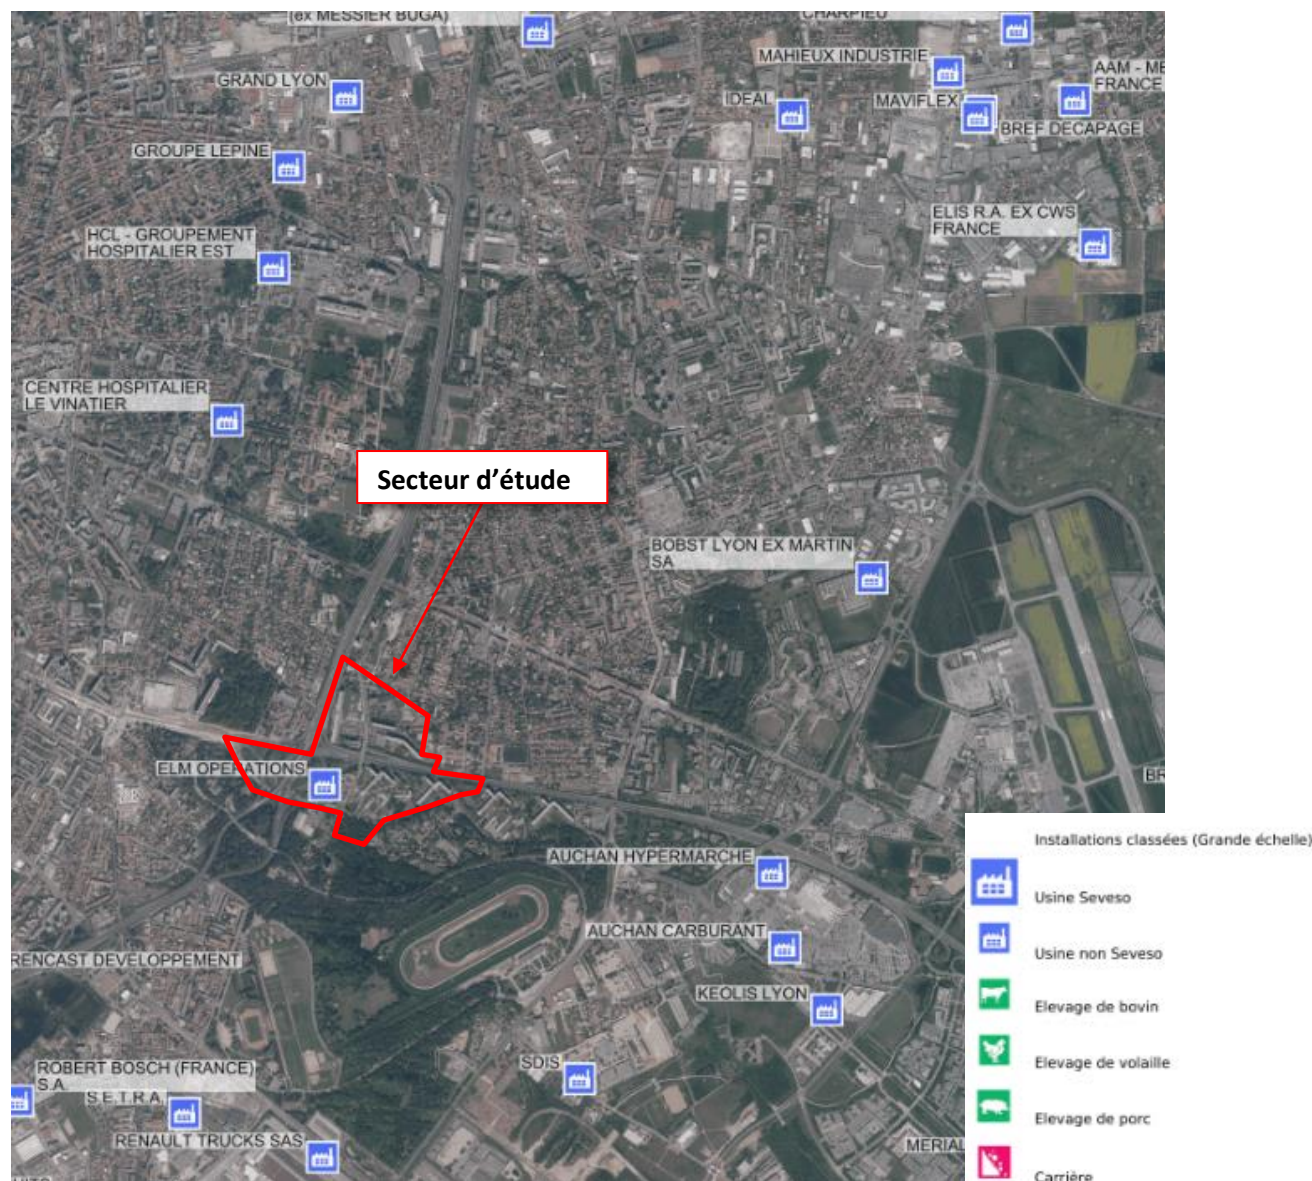 (ex MESSIER BUGA)
CHARPIEU
MAHIEUX INDUSTRIE
AAM - ME
FRANCE
GRAND LYON
IDEAL
MAVIFLEX
BREF DECAPAGE
GROUPE LEPINE
ELIS R.A. EX CWS
FRANCE
HCL - GROUPEMENT
HOSPITALIER EST
CENTRE HOSPITALIER
LE VINATIER
Secteur d'étude
BOBST LYON EX MARTIN
SA
ELM OPERATIONS
BR
AUCHAN HYPERMARCHE
AUCHAN CARBURANT
RENCAST DEVELOPPEMENT
KEOLIS LYON
SDIS
ROBERT BOSCH (FRANCE)
S.A.
S.E.T.R.A.
RENAULT TRUCKS SAS
MERIAL
Installations classées (Grande échelle)
Usine Seveso
Usine non Seveso
Elevage de bovin
Elevage de volaille
Elevage de porc
Carrière